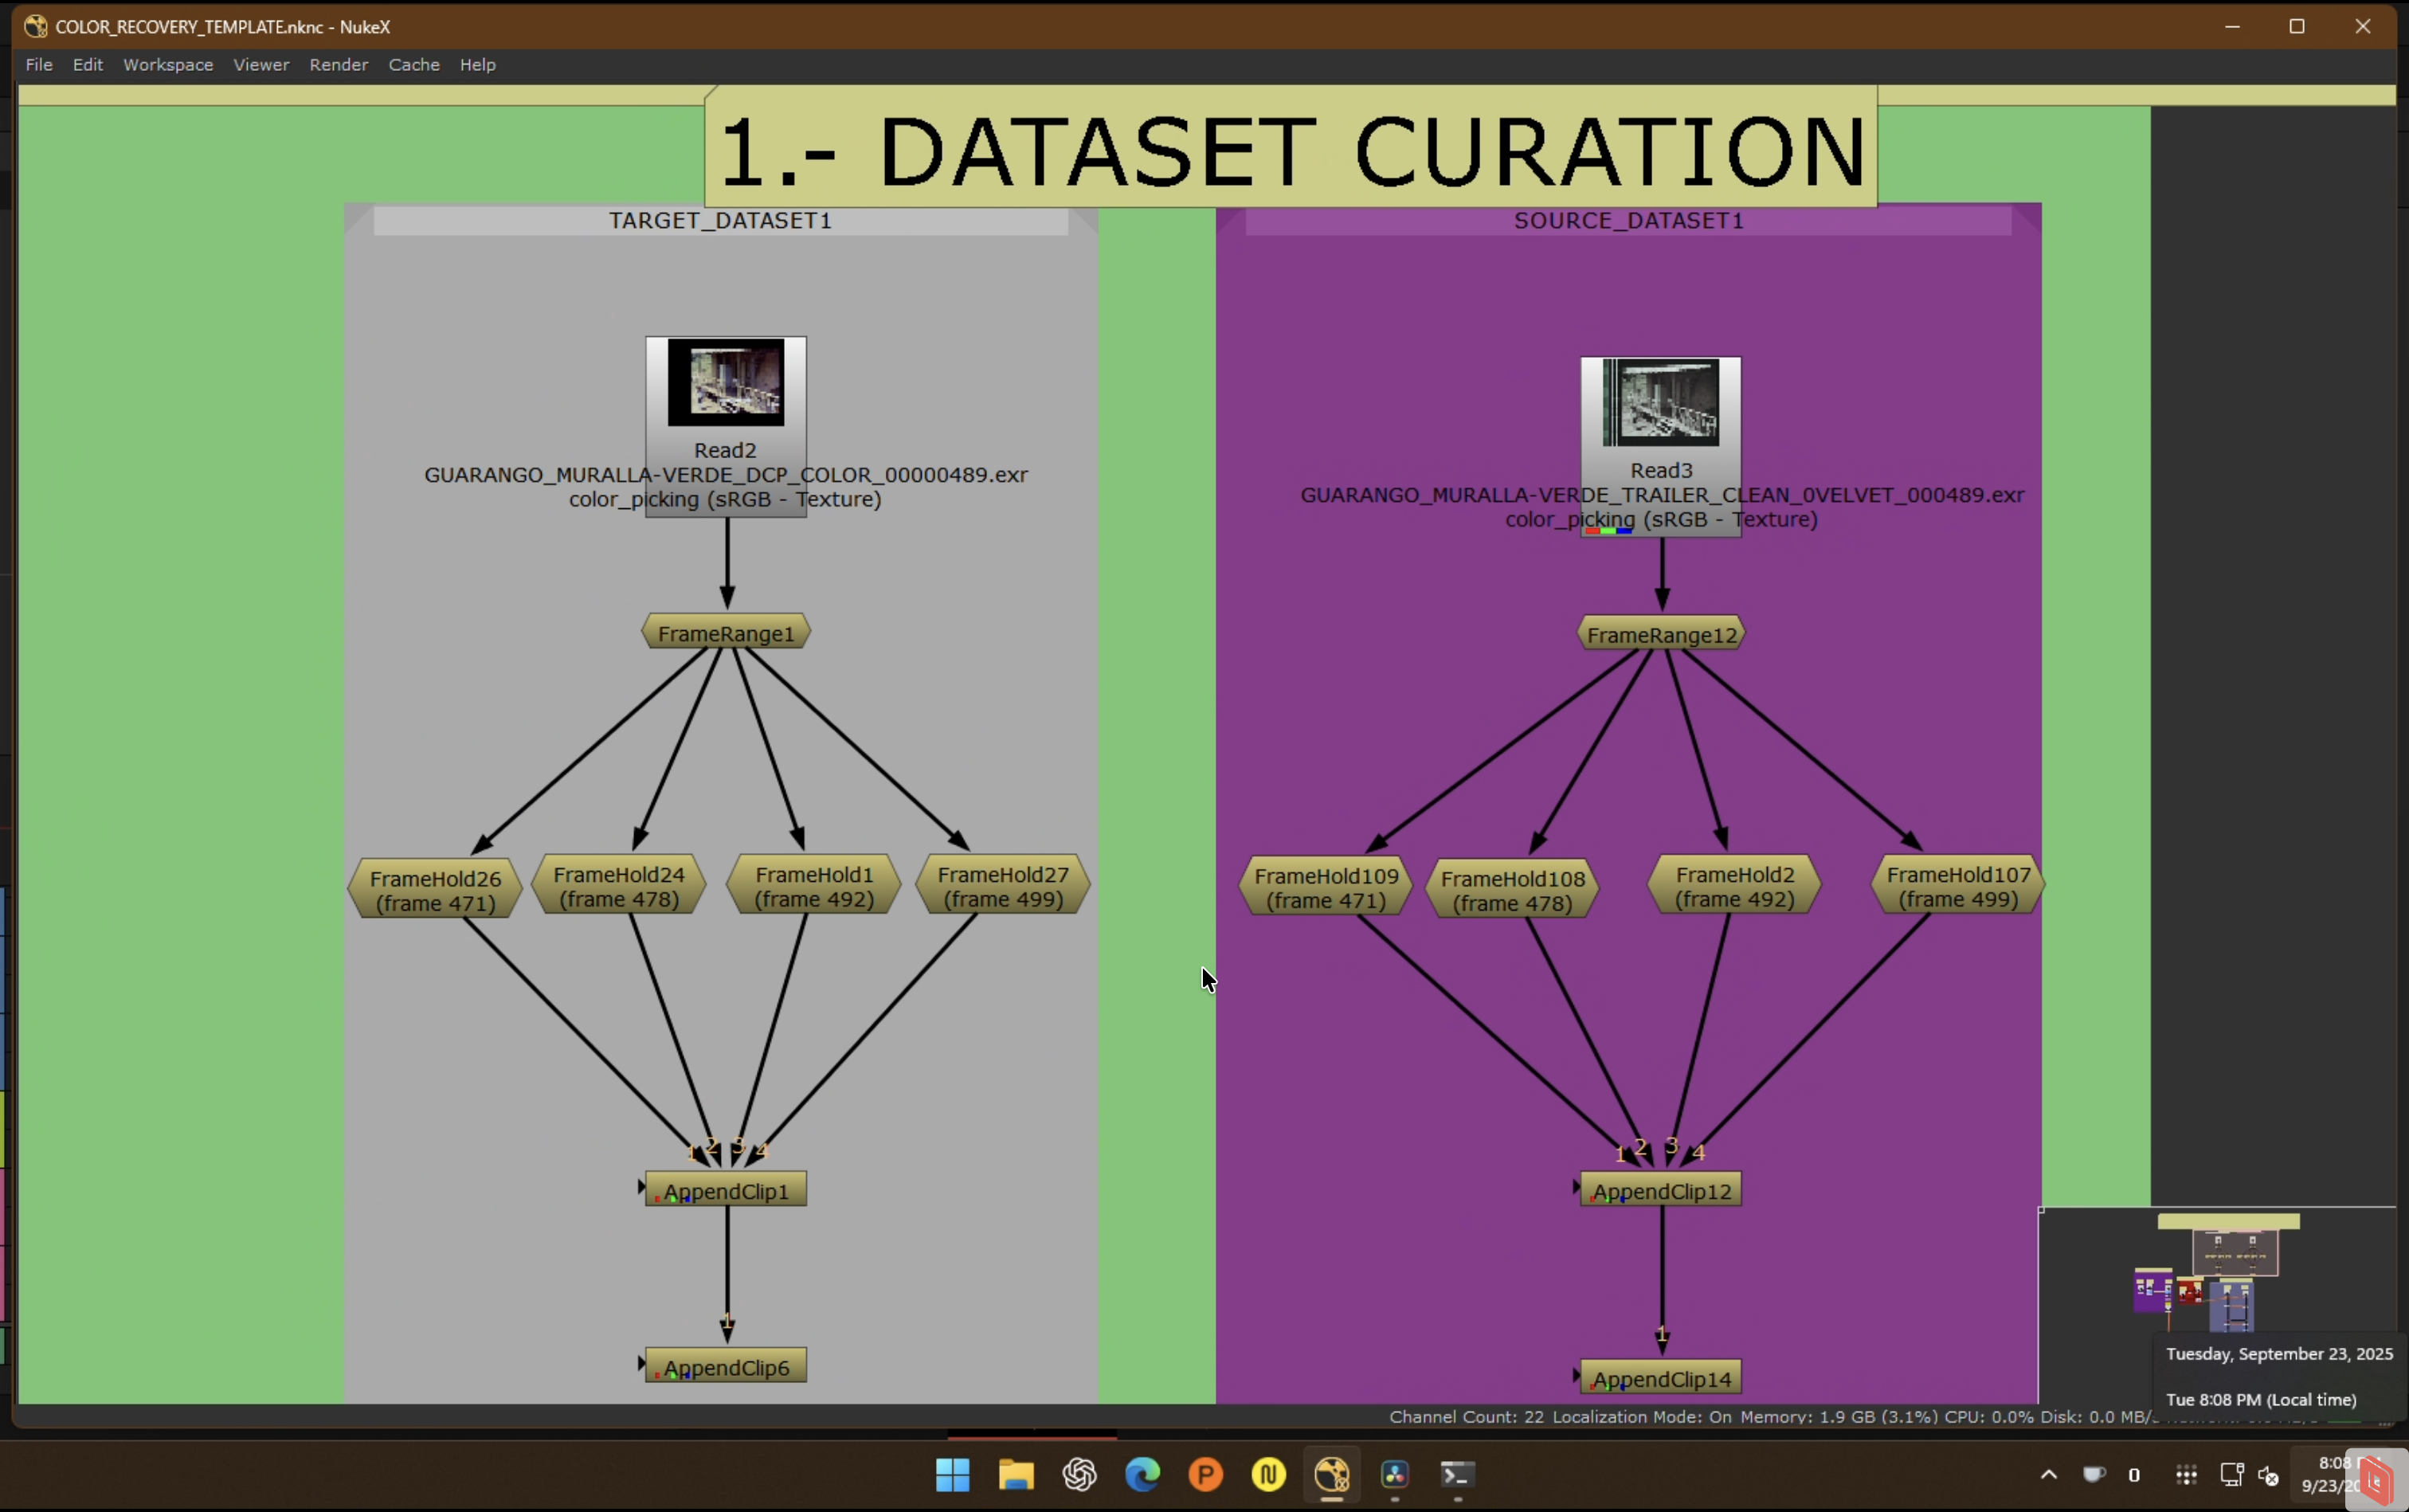 COLOR_RECOVERY_TEMPLATE.nknc - NukeX
File Edit Workspace Viewer Render Cache Help
1.- DATASET CURATION
TARGET_DATASET1
Read2
GUARANGO_MURALLA-VERDE_DCP_COLOR_00000489.exr
color_picking (sRGB - Texture)
FrameRange1
FrameHold26
(frame 471)
FrameHold24
(frame 478)
FrameHold1
(frame 492)
FrameHold27
(frame 499)
1 2 3 4
AppendClip1
1
AppendClip6
SOURCE_DATASET1
Read3
GUARANGO_MURALLA-VERDE_TRAILER_CLEAN_0VELVET_000489.exr
color_picking (sRGB - Texture)
FrameRange12
FrameHold109
(frame 471)
FrameHold108
(frame 478)
FrameHold2
(frame 492)
FrameHold107
(frame 499)
1 2 3 4
AppendClip12
1
AppendClip14
Tuesday, September 23, 2025
Tue 8:08 PM (Local time)
Channel Count: 22 Localization Mode: On Memory: 1.9 GB (3.1%) CPU: 0.0% Disk: 0.0 MB/
P
N
0
8:08
9/23/20